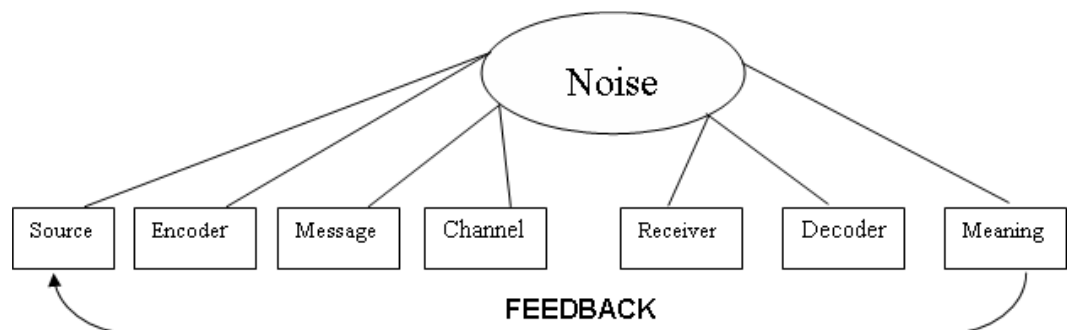 Noise
Source Encoder Message Channel Receiver Decoder Meaning
FEEDBACK